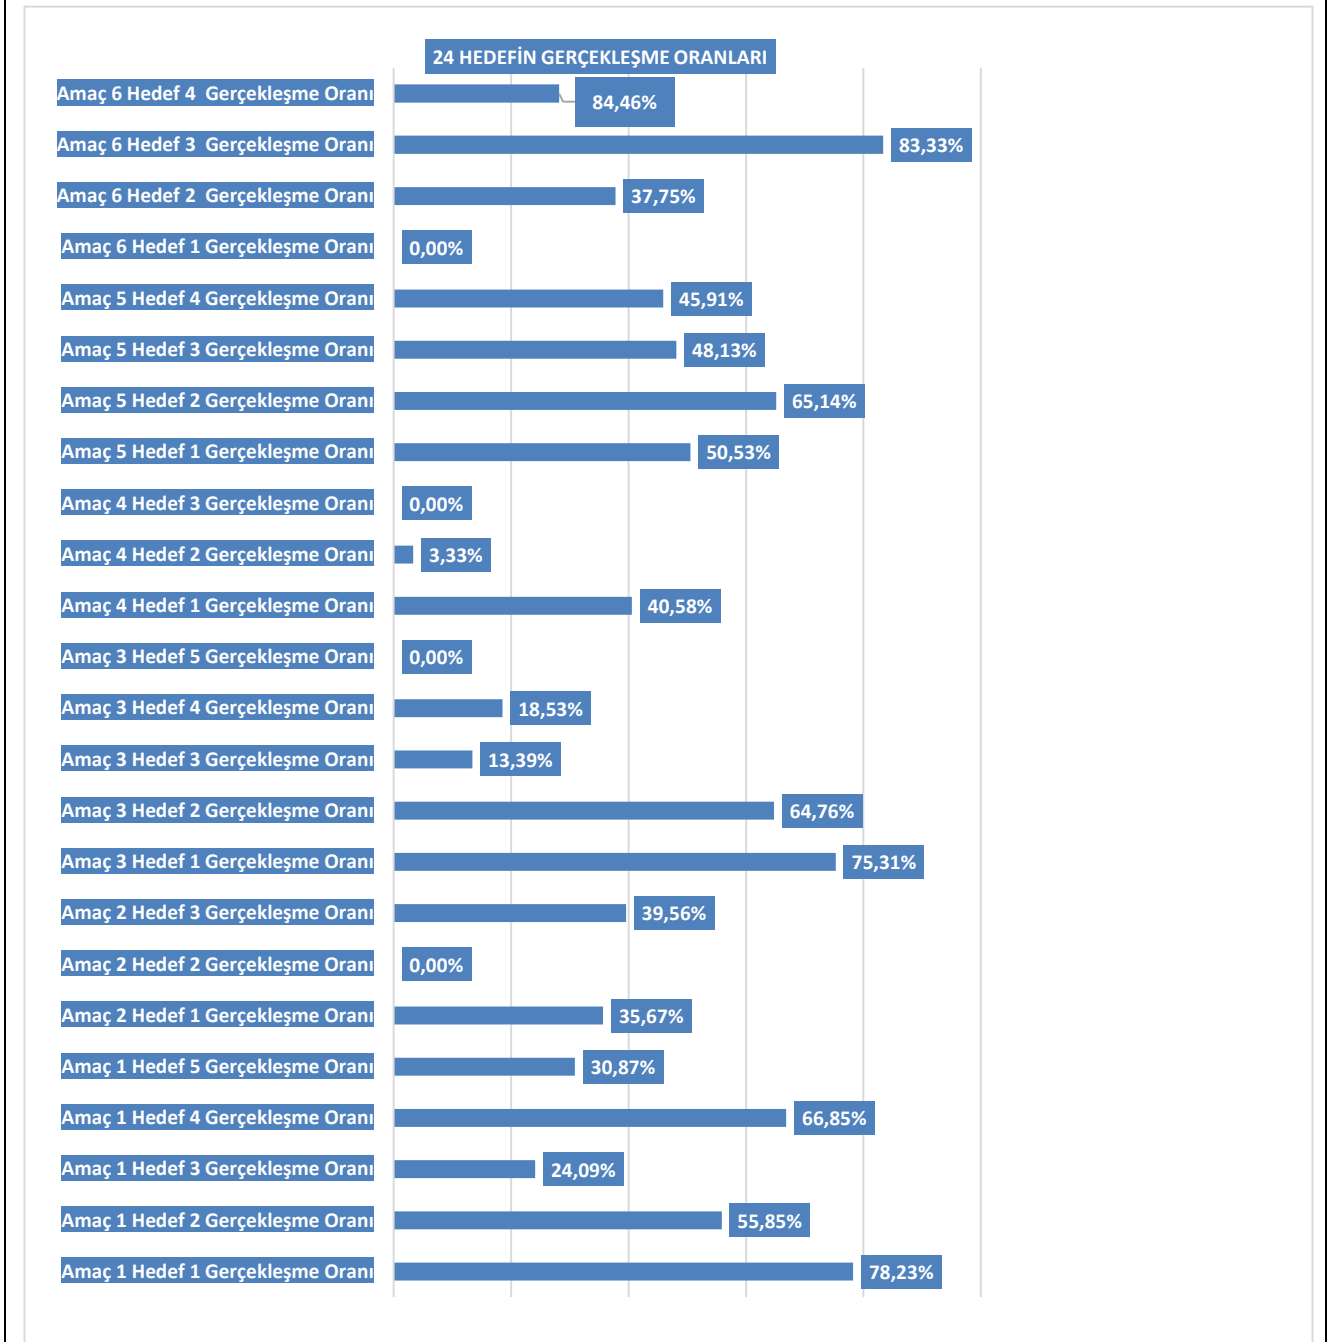 24 HEDEFİN GERÇEKLEŞME ORANLARI
Amaç 6 Hedef 4 Gerçekleşme Oranı 84,46%
Amaç 6 Hedef 3 Gerçekleşme Oranı 83,33%
Amaç 6 Hedef 2 Gerçekleşme Oranı 37,75%
Amaç 6 Hedef 1 Gerçekleşme Oranı 0,00%
Amaç 5 Hedef 4 Gerçekleşme Oranı 45,91%
Amaç 5 Hedef 3 Gerçekleşme Oranı 48,13%
Amaç 5 Hedef 2 Gerçekleşme Oranı 65,14%
Amaç 5 Hedef 1 Gerçekleşme Oranı 50,53%
Amaç 4 Hedef 3 Gerçekleşme Oranı 0,00%
Amaç 4 Hedef 2 Gerçekleşme Oranı 3,33%
Amaç 4 Hedef 1 Gerçekleşme Oranı 40,58%
Amaç 3 Hedef 5 Gerçekleşme Oranı 0,00%
Amaç 3 Hedef 4 Gerçekleşme Oranı 18,53%
Amaç 3 Hedef 3 Gerçekleşme Oranı 13,39%
Amaç 3 Hedef 2 Gerçekleşme Oranı 64,76%
Amaç 3 Hedef 1 Gerçekleşme Oranı 75,31%
Amaç 2 Hedef 3 Gerçekleşme Oranı 39,56%
Amaç 2 Hedef 2 Gerçekleşme Oranı 0,00%
Amaç 2 Hedef 1 Gerçekleşme Oranı 35,67%
Amaç 1 Hedef 5 Gerçekleşme Oranı 30,87%
Amaç 1 Hedef 4 Gerçekleşme Oranı 66,85%
Amaç 1 Hedef 3 Gerçekleşme Oranı 24,09%
Amaç 1 Hedef 2 Gerçekleşme Oranı 55,85%
Amaç 1 Hedef 1 Gerçekleşme Oranı 78,23%